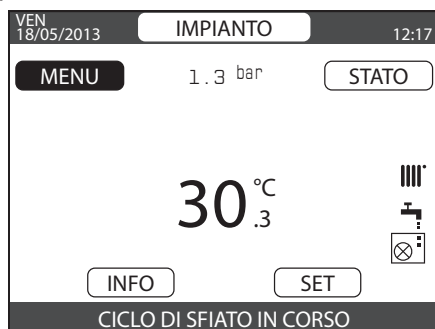 VEN
18/05/2013 IMPIANTO 12:17
MENU 1.3 bar STATO
30.3 °C
INFO SET
CICLO DI SFIATO IN CORSO